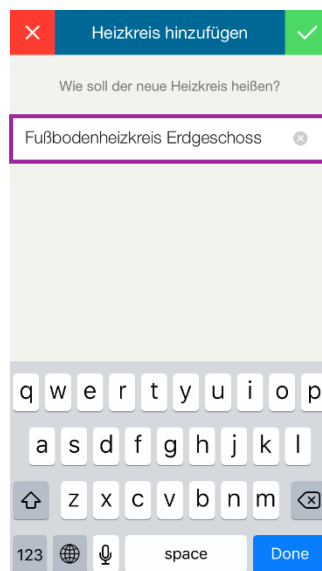 Heizkreis hinzufügen
Wie soll der neue Heizkreis heißen?
Fußbodenheizkreis Erdgeschoss
q w e r t y u i o p
a s d f g h j k l
z x c v b n m
123 space Done